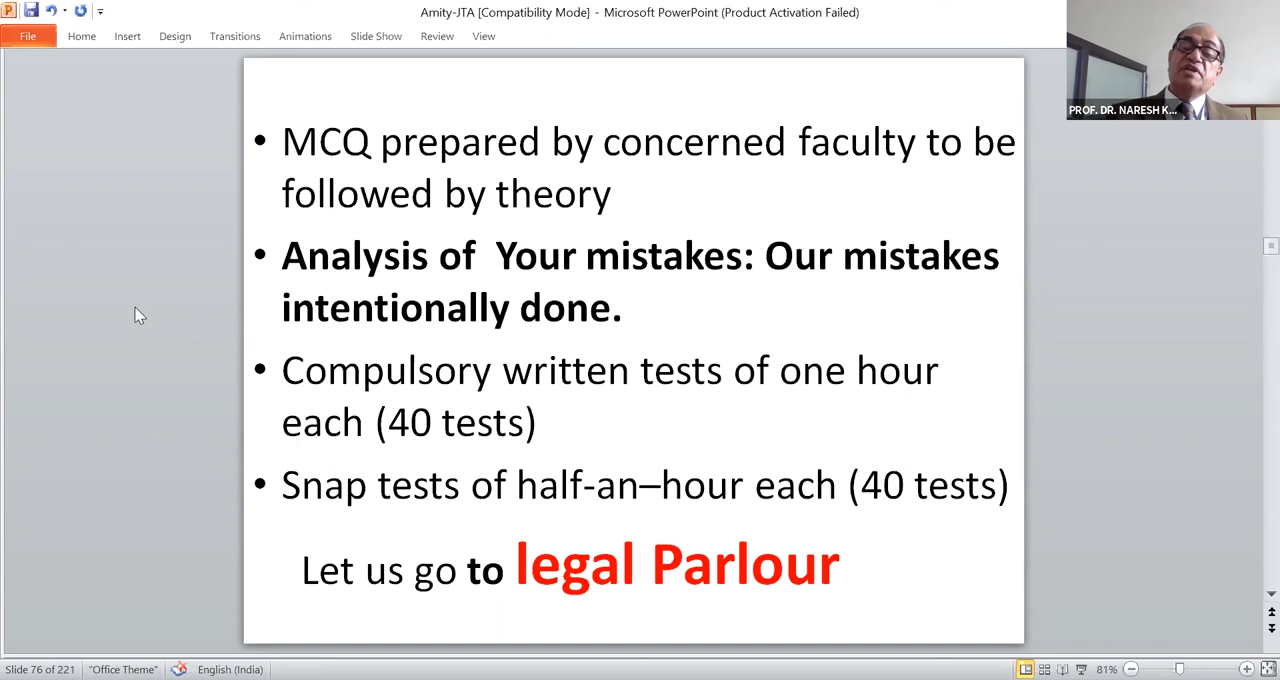 Amity-JTA [Compatibility Mode] - Microsoft PowerPoint (Product Activation Failed)
File Home Insert Design Transitions Animations Slide Show Review View
PROF. DR. NARESH K...
• MCQ prepared by concerned faculty to be
followed by theory
• Analysis of Your mistakes: Our mistakes
intentionally done.
• Compulsory written tests of one hour
each (40 tests)
• Snap tests of half-an–hour each (40 tests)
Let us go to legal Parlour
Slide 76 of 221 "Office Theme" English (India) 81%